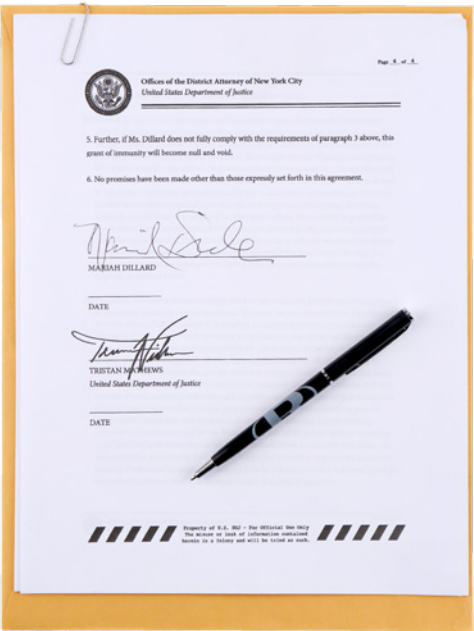 Page 4 of 4
Offices of the District Attorney of New York City
United States Department of Justice
5. Further, if Ms. Dillard does not fully comply with the requirements of paragraph 3 above, this
grant of immunity will become null and void.
6. No promises have been made other than those expressly set forth in this agreement.
MARIAH DILLARD
DATE
TRISTAN MATHEWS
United States Department of Justice
DATE
Property of U.S. DOJ - For Official Use Only
The misuse or leak of information contained
herein is a felony and will be tried as such.